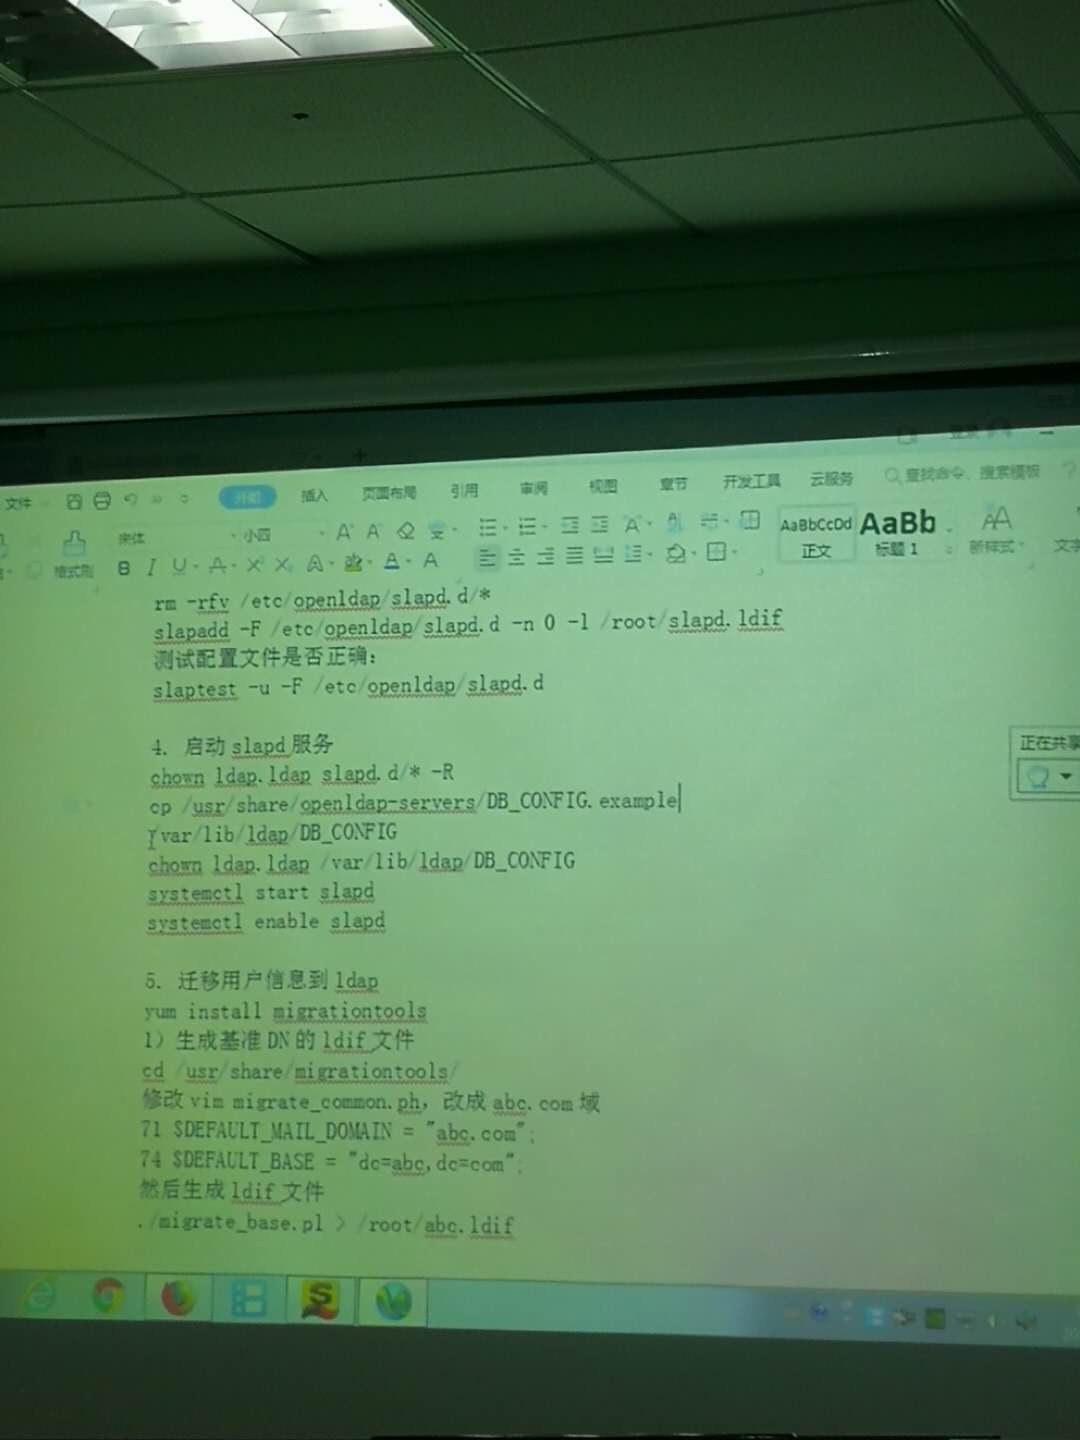 文件 开始 插入 页面布局 引用 审阅 视图 章节 开发工具 云服务 查找命令、搜索模板
宋体 小四 AaBbCcDd AaBb
格式刷 正文 标题 1 新样式 文字
rm -rfv /etc/openldap/slapd.d/*
slapadd -F /etc/openldap/slapd.d -n 0 -l /root/slapd.ldif
测试配置文件是否正确：
slaptest -u -F /etc/openldap/slapd.d
4. 启动 slapd 服务
正在共享
chown ldap.ldap slapd.d/* -R
cp /usr/share/openldap-servers/DB_CONFIG.example
/var/lib/ldap/DB_CONFIG
chown ldap.ldap /var/lib/ldap/DB_CONFIG
systemctl start slapd
systemctl enable slapd
5. 迁移用户信息到 ldap
yum install migrationtools
1）生成基准 DN 的 ldif 文件
cd /usr/share/migrationtools/
修改 vim migrate_common.ph，改成 abc.com 域
71 $DEFAULT_MAIL_DOMAIN = "abc.com";
74 $DEFAULT_BASE = "dc=abc,dc=com";
然后生成 ldif 文件
./migrate_base.pl > /root/abc.ldif